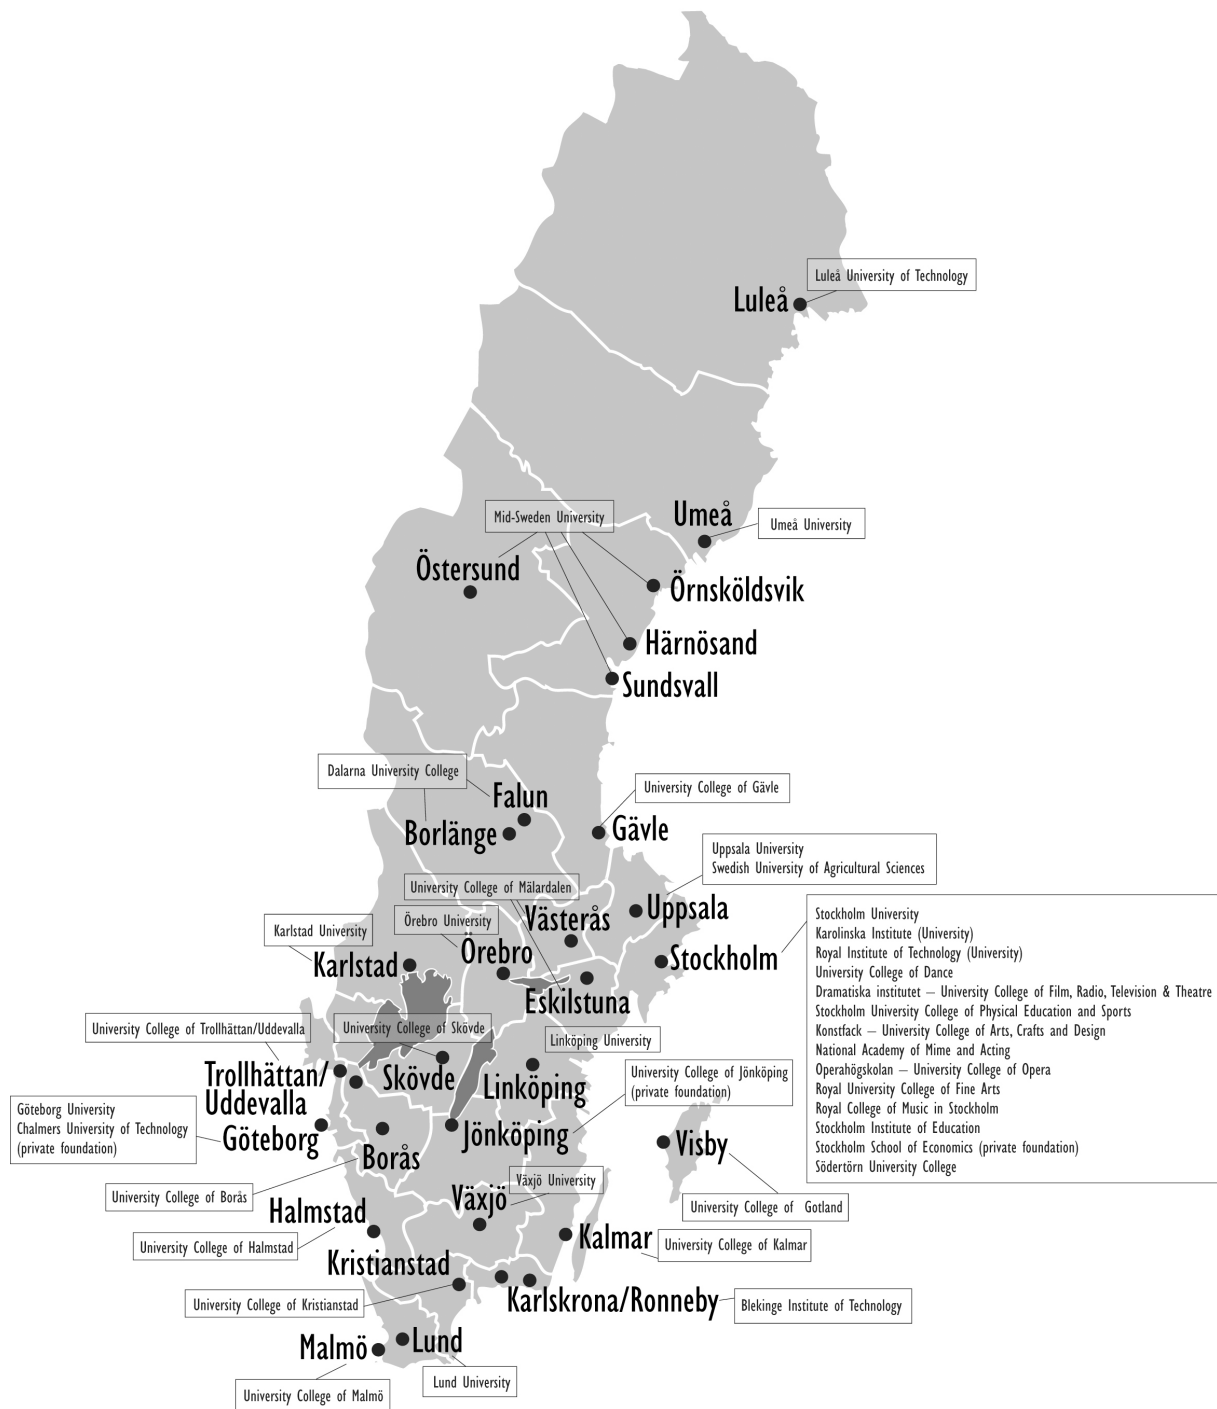 Luleå University of Technology
Luleå
Mid-Sweden University
Umeå
Umeå University
Östersund
Örnsköldsvik
Härnösand
Sundsvall
Dalarna University College
Falun
Borlänge
University College of Gävle
Gävle
Uppsala University
Swedish University of Agricultural Sciences
University College of Mälardalen
Västerås
Uppsala
Örebro University
Örebro
Karlstad University
Karlstad
Stockholm
Eskilstuna
Stockholm University
Karolinska Institute (University)
Royal Institute of Technology (University)
University College of Dance
Dramatiska institutet – University College of Film, Radio, Television & Theatre
Stockholm University College of Physical Education and Sports
Konstfack – University College of Arts, Crafts and Design
National Academy of Mime and Acting
Operahögskolan – University College of Opera
Royal University College of Fine Arts
Royal College of Music in Stockholm
Stockholm Institute of Education
Stockholm School of Economics (private foundation)
Södertörn University College
University College of Trollhättan/Uddevalla
University College of Skövde
Linköping University
Trollhättan/
Uddevalla
Skövde
Linköping
University College of Jönköping
(private foundation)
Göteborg University
Chalmers University of Technology
(private foundation)
Göteborg
Borås
Jönköping
Visby
University College of Borås
Växjö University
Växjö
University College of Gotland
Halmstad
University College of Halmstad
Kalmar
University College of Kalmar
Kristianstad
University College of Kristianstad
Karlskrona/Ronneby
Blekinge Institute of Technology
Malmö
Lund
University College of Malmö
Lund University